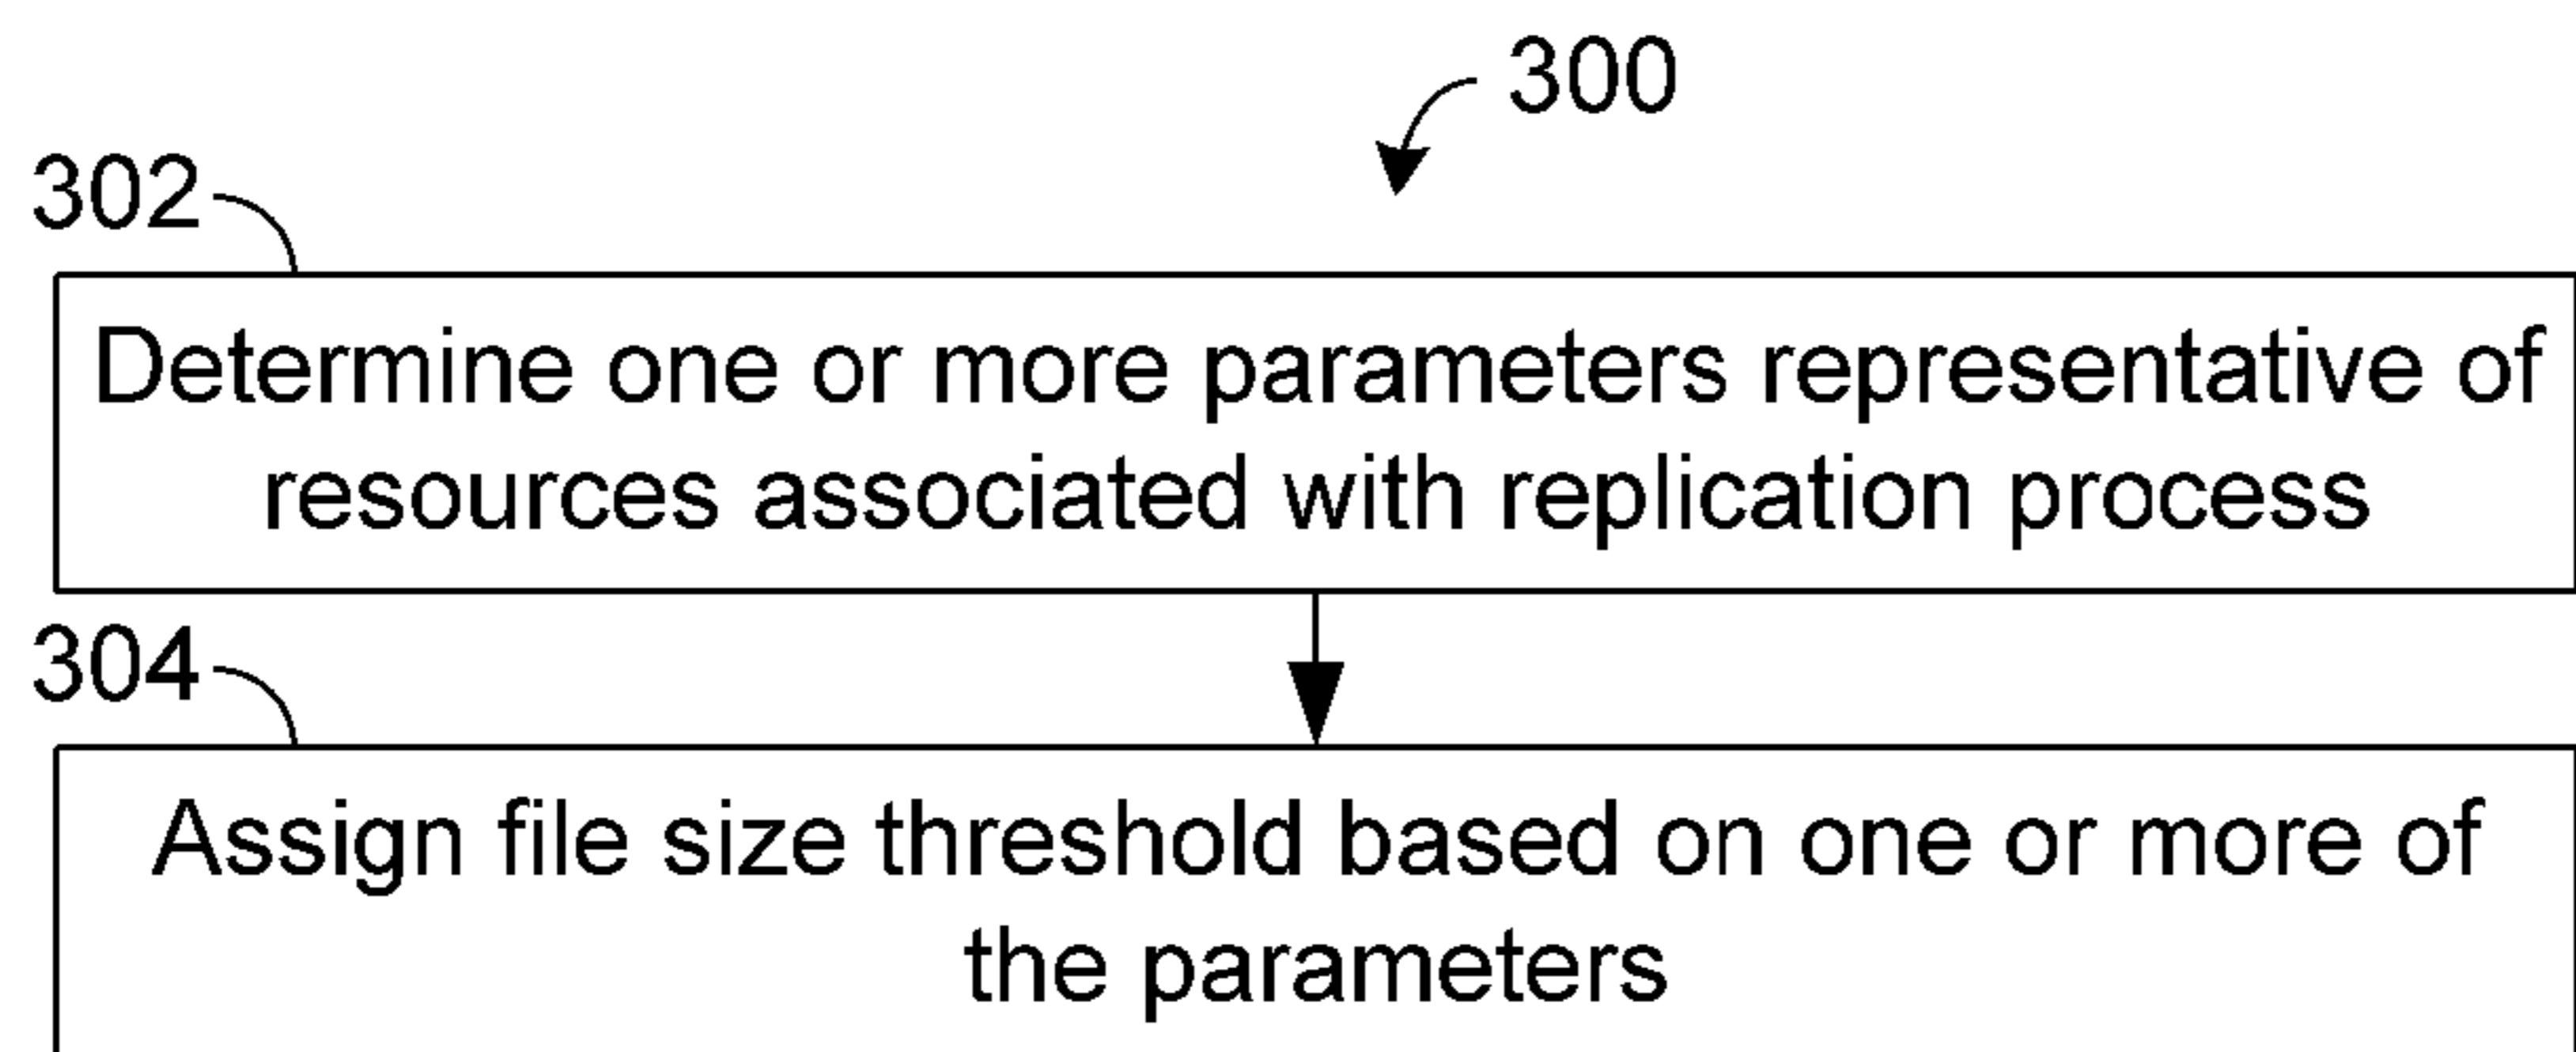 300
302
Determine one or more parameters representative of
resources associated with replication process
304
Assign file size threshold based on one or more of
the parameters